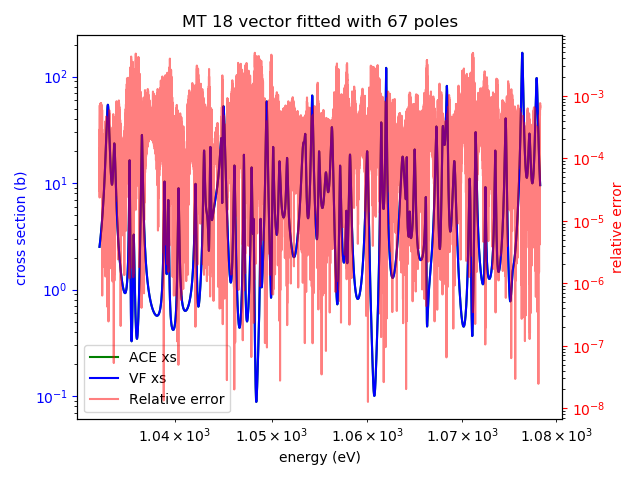 MT 18 vector fitted with 67 poles
cross section (b)
10²
10¹
10⁰
10⁻¹
10⁻³
10⁻⁴
10⁻⁵
10⁻⁶
10⁻⁷
10⁻⁸
relative error
ACE xs
VF xs
Relative error
1.04 × 10³ 1.05 × 10³ 1.06 × 10³ 1.07 × 10³ 1.08 × 10³
energy (eV)